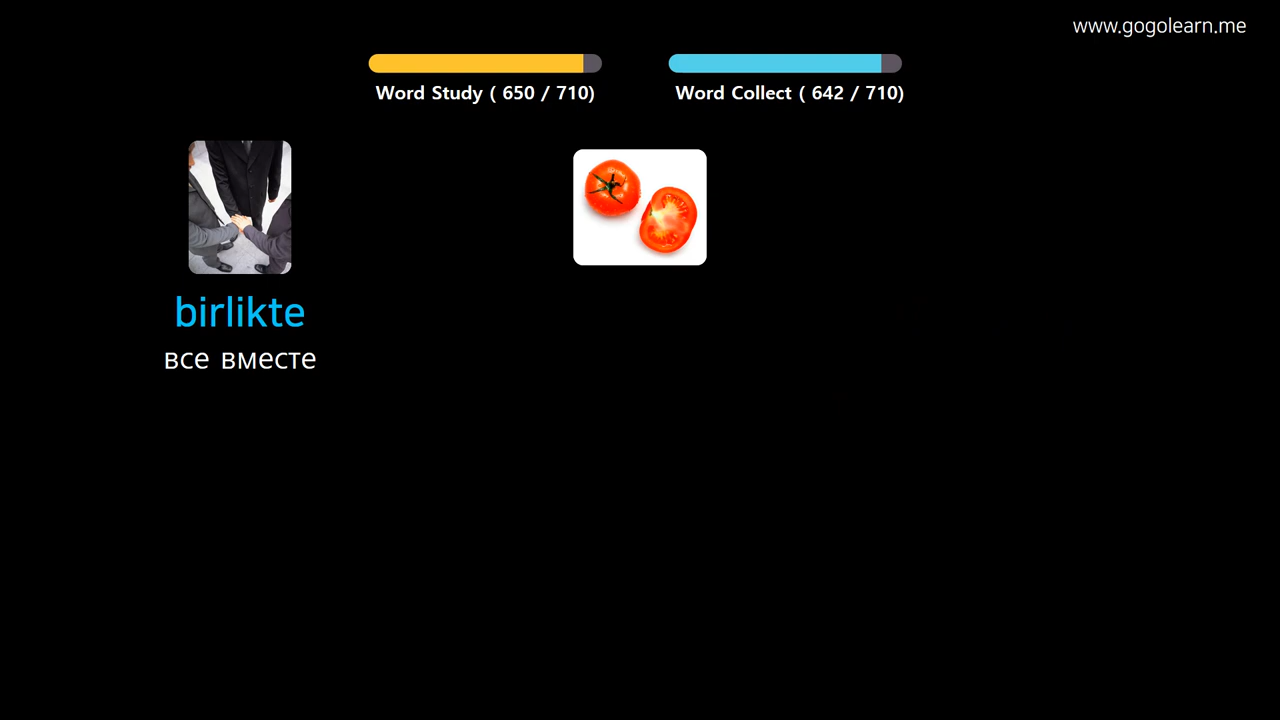 www.gogolearn.me
Word Study ( 650 / 710)
Word Collect ( 642 / 710)
birlikte
все вместе